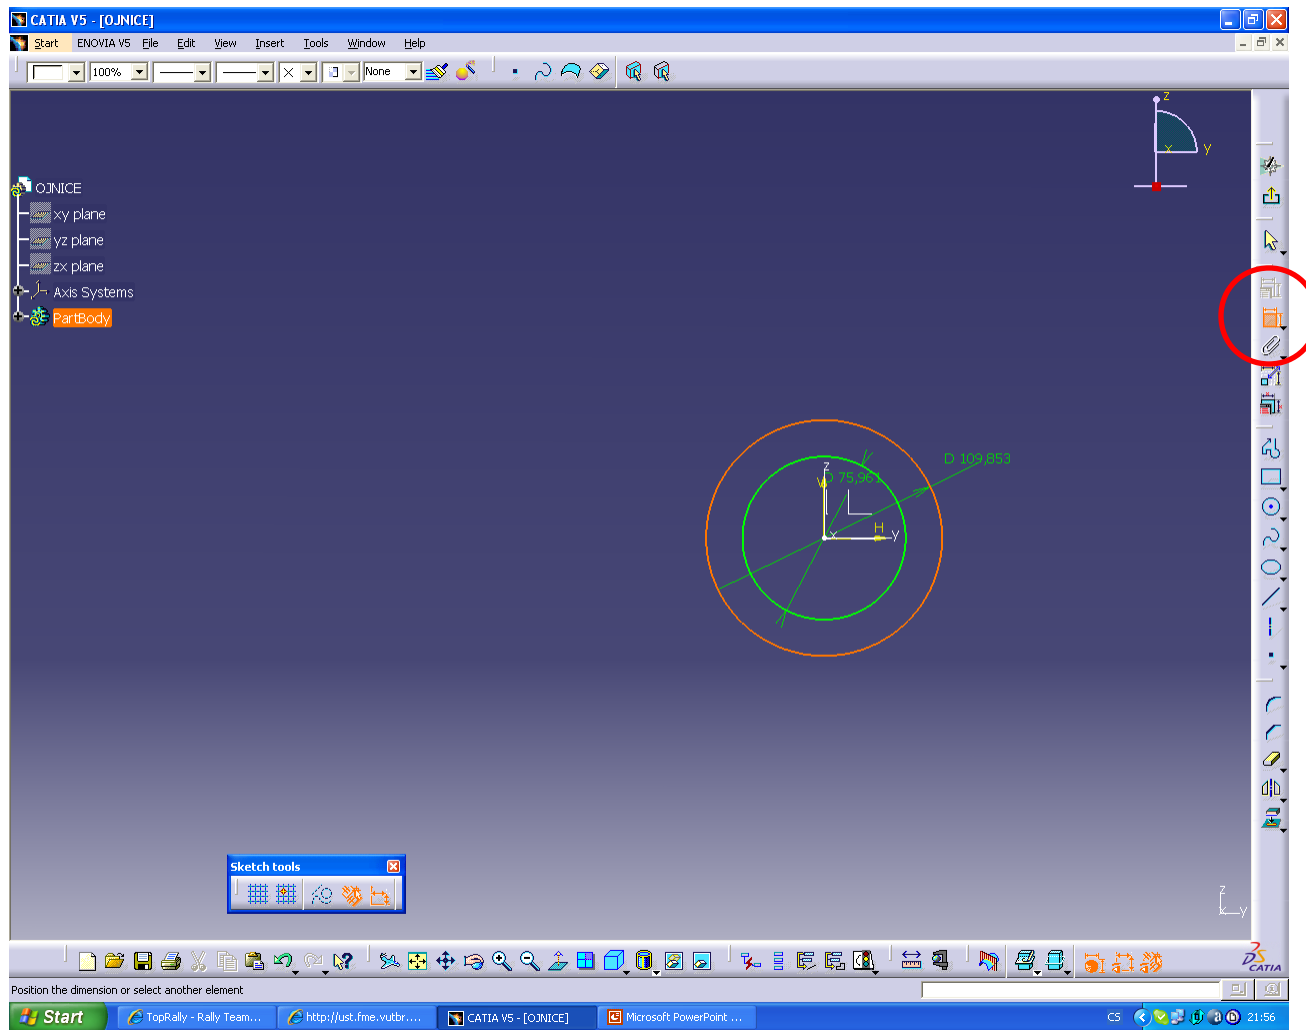 CATIA V5 - [OJNICE]
Start ENOVIA V5 File Edit View Insert Tools Window Help
100% None
z
x y
OJNICE
xy plane
yz plane
zx plane
Axis Systems
PartBody
D 109,853
z
V D 75,961
H
x y
Sketch tools
z
x y
DS CATIA
Position the dimension or select another element
Start TopRally - Rally Team... http://ust.fme.vutbr.... CATIA V5 - [OJNICE] Microsoft PowerPoint ... CS 21:56